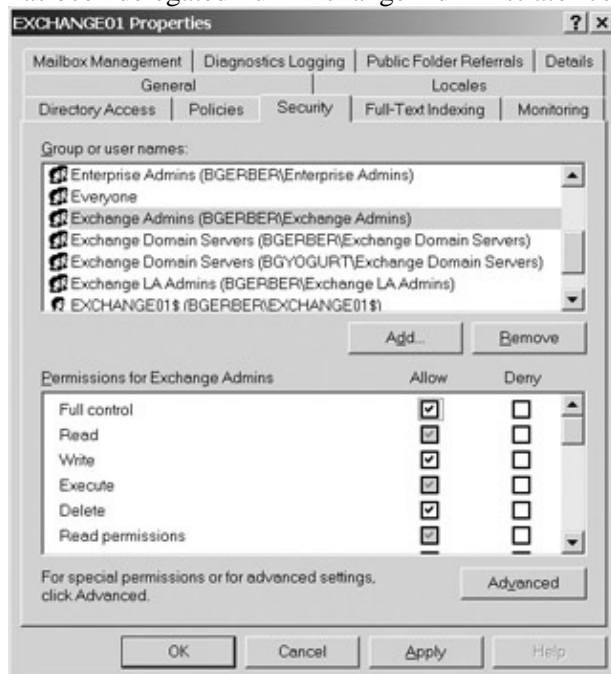 EXCHANGE01 Properties
Mailbox Management Diagnostics Logging Public Folder Referrals Details
General Locales
Directory Access Policies Security Full-Text Indexing Monitoring
Group or user names:
Enterprise Admins (BGERBER\Enterprise Admins)
Everyone
Exchange Admins (BGERBER\Exchange Admins)
Exchange Domain Servers (BGERBER\Exchange Domain Servers)
Exchange Domain Servers (BGYOGURT\Exchange Domain Servers)
Exchange LA Admins (BGERBER\Exchange LA Admins)
EXCHANGE01$ (BGERBER\EXCHANGE01$)
Add... Remove
Permissions for Exchange Admins Allow Deny
Full control
Read
Write
Execute
Delete
Read permissions
For special permissions or for advanced settings,
click Advanced.
Advanced
OK Cancel Apply Help